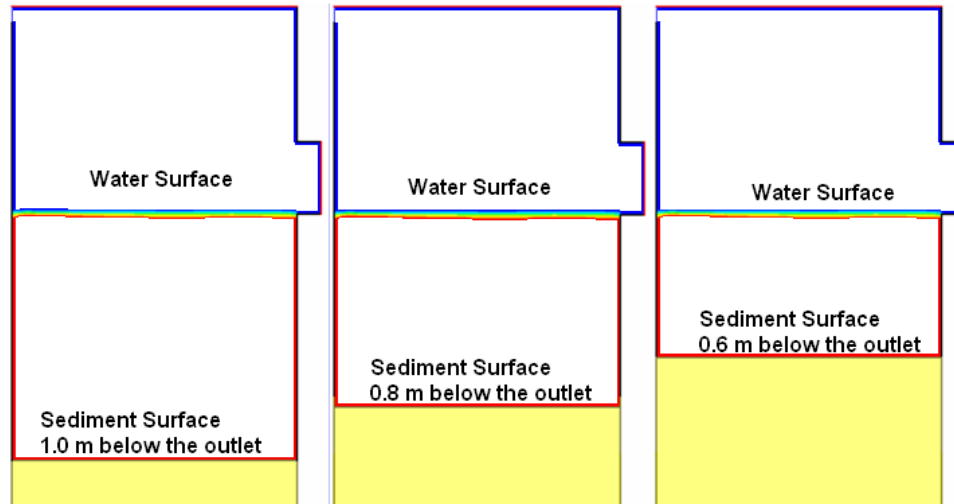 Water Surface
Sediment Surface
1.0 m below the outlet
Water Surface
Sediment Surface
0.8 m below the outlet
Water Surface
Sediment Surface
0.6 m below the outlet